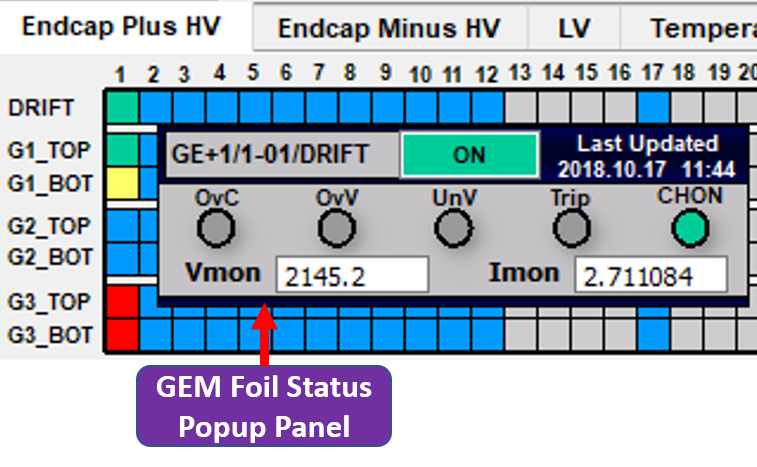 Endcap Plus HV Endcap Minus HV LV Tempera
1 2 3 4 5 6 7 8 9 10 11 12 13 14 15 16 17 18 19 20
DRIFT
G1_TOP
G1_BOT
G2_TOP
G2_BOT
G3_TOP
G3_BOT
GE+1/1-01/DRIFT ON Last Updated
2018.10.17 11:44
OvC OvV UnV Trip CHON
Vmon 2145.2 Imon 2.711084
GEM Foil Status
Popup Panel